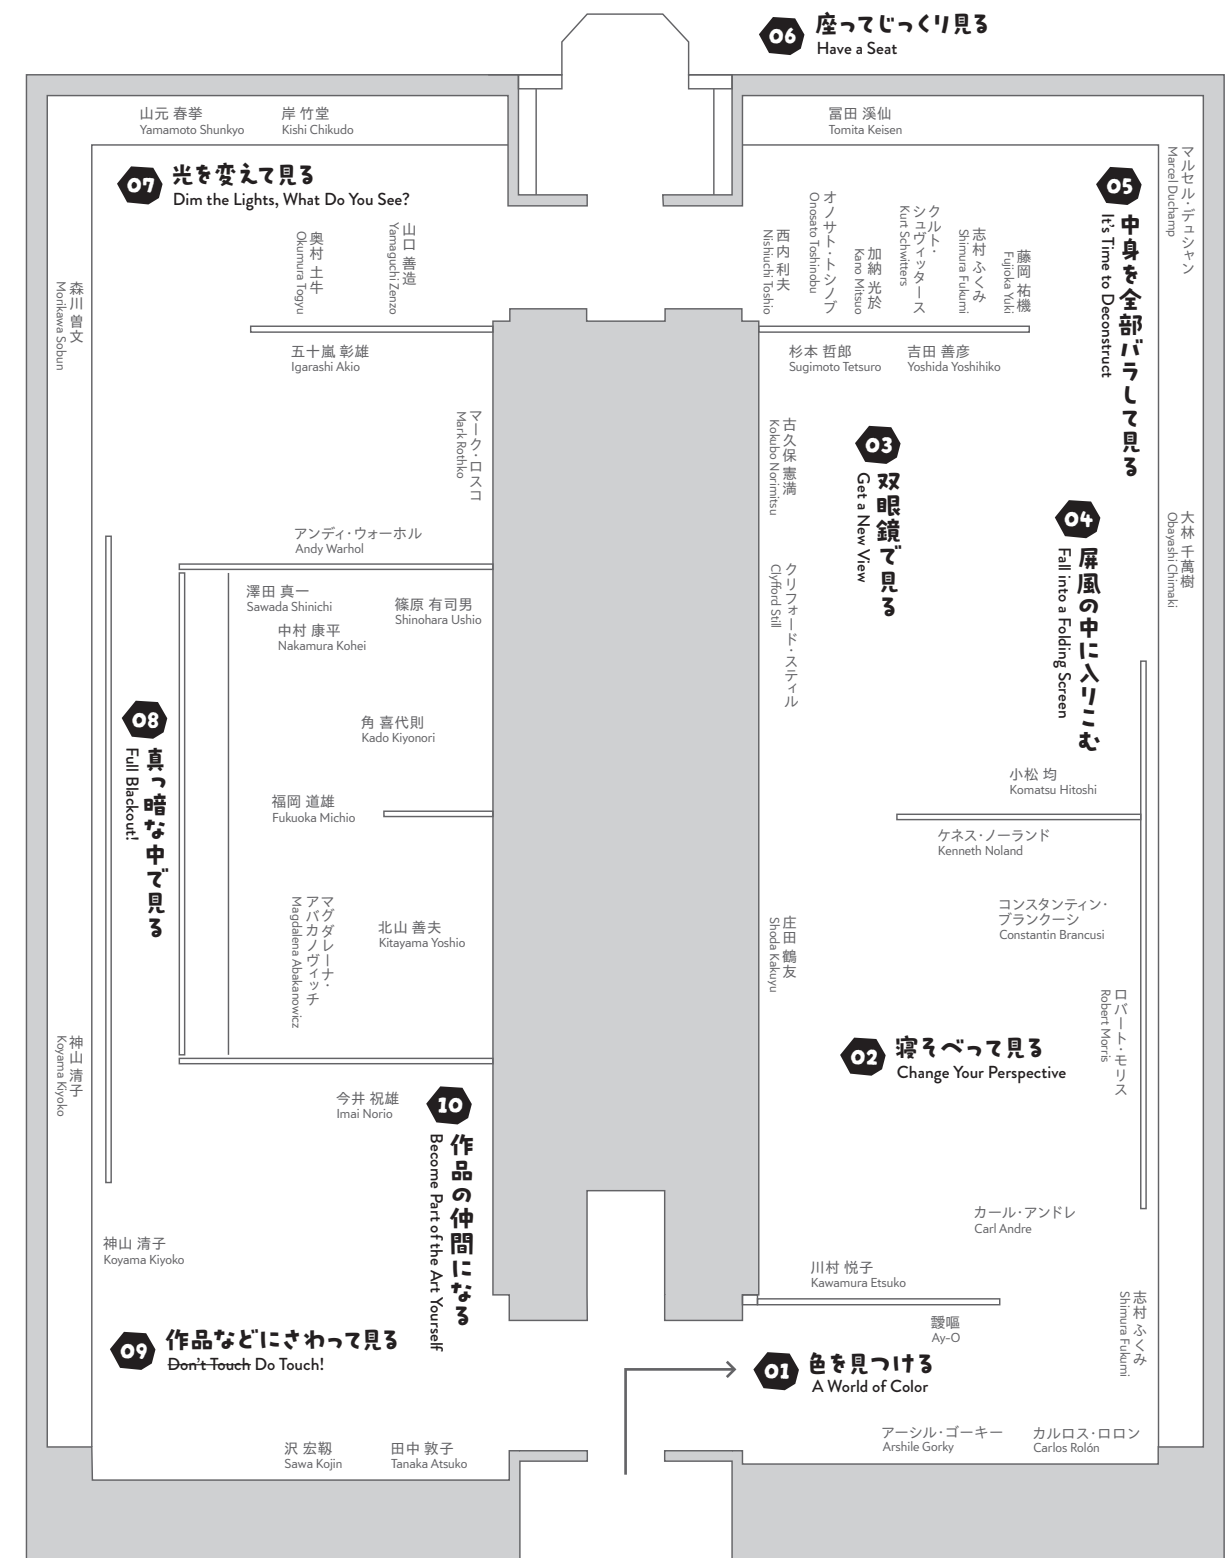 06
座ってじっくり見る
Have a Seat
山元 春挙
Yamamoto Shunkyo
岸 竹堂
Kishi Chikudo
冨田 溪仙
Tomita Keisen
07
光を変えて見る
Dim the Lights, What Do You See?
奥村 土牛
Okumura Togyu
山口 善造
Yamaguchi Zenzo
森川 曽文
Morikawa Sobun
五十嵐 彰雄
Igarashi Akio
マーク・ロスコ
Mark Rothko
西内 利夫
Nishiuchi Toshio
オノサト・トシノブ
Onosato Toshinobu
加納 光於
Kano Mitsuo
クルト・
シュヴィッタース
Kurt Schwitters
志村 ふくみ
Shimura Fukumi
藤岡 祐機
Fujioka Yuki
05
中身を全部バラして見る
It's Time to Deconstruct
マルセル・デュシャン
Marcel Duchamp
杉本 哲郎
Sugimoto Tetsuro
吉田 善彦
Yoshida Yoshihiko
古久保 憲満
Kokubo Norimitsu
03
双眼鏡で見る
Get a New View
04
屏風の中に入りこむ
Fall into a Folding Screen
大林 千萬樹
Obayashi Chimaki
クリフォード・スティル
Clyfford Still
アンディ・ウォーホル
Andy Warhol
澤田 真一
Sawada Shinichi
篠原 有司男
Shinohara Ushio
中村 康平
Nakamura Kohei
08
真っ暗な中で見る
Full Blackout!
角 喜代則
Kado Kiyonori
福岡 道雄
Fukuoka Michio
マグダレーナ・
アバカノヴィッチ
Magdalena Abakanowicz
北山 善夫
Kitayama Yoshio
小松 均
Komatsu Hitoshi
ケネス・ノーランド
Kenneth Noland
コンスタンティン・
ブランクーシ
Constantin Brancusi
庄田 鶴友
Shoda Kakuyu
ロバート・モリス
Robert Morris
02
寝そべって見る
Change Your Perspective
神山 清子
Koyama Kiyoko
今井 祝雄
Imai Norio
10
作品の仲間になる
Become Part of the Art Yourself
カール・アンドレ
Carl Andre
神山 清子
Koyama Kiyoko
川村 悦子
Kawamura Etsuko
靉嘔
Ay-O
志村 ふくみ
Shimura Fukumi
09
作品などにさわって見る
Don't Touch Do Touch!
01
色を見つける
A World of Color
沢 宏靱
Sawa Kojin
田中 敦子
Tanaka Atsuko
アーシル・ゴーキー
Arshile Gorky
カルロス・ロロン
Carlos Rolón